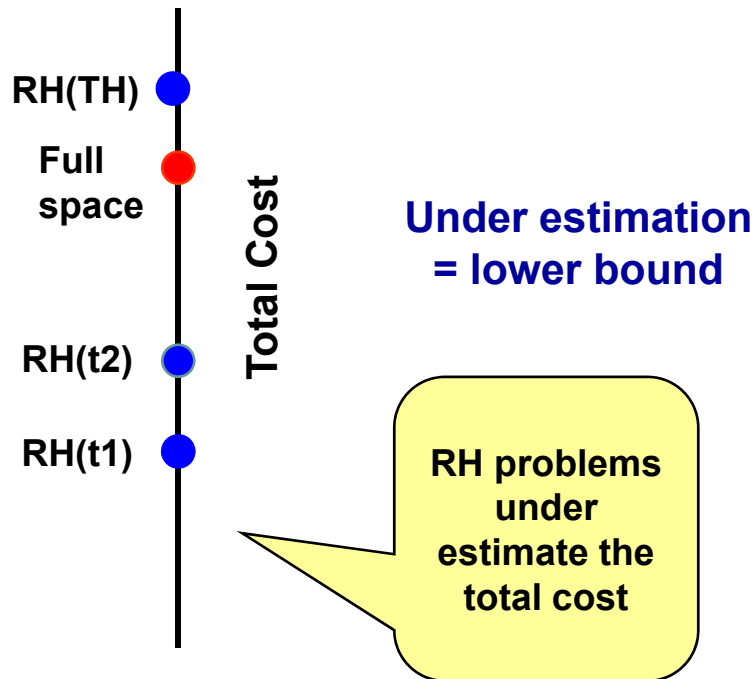 RH(TH)
Full
space
RH(t2)
RH(t1)
Total Cost
Under estimation
= lower bound
RH problems
under
estimate the
total cost